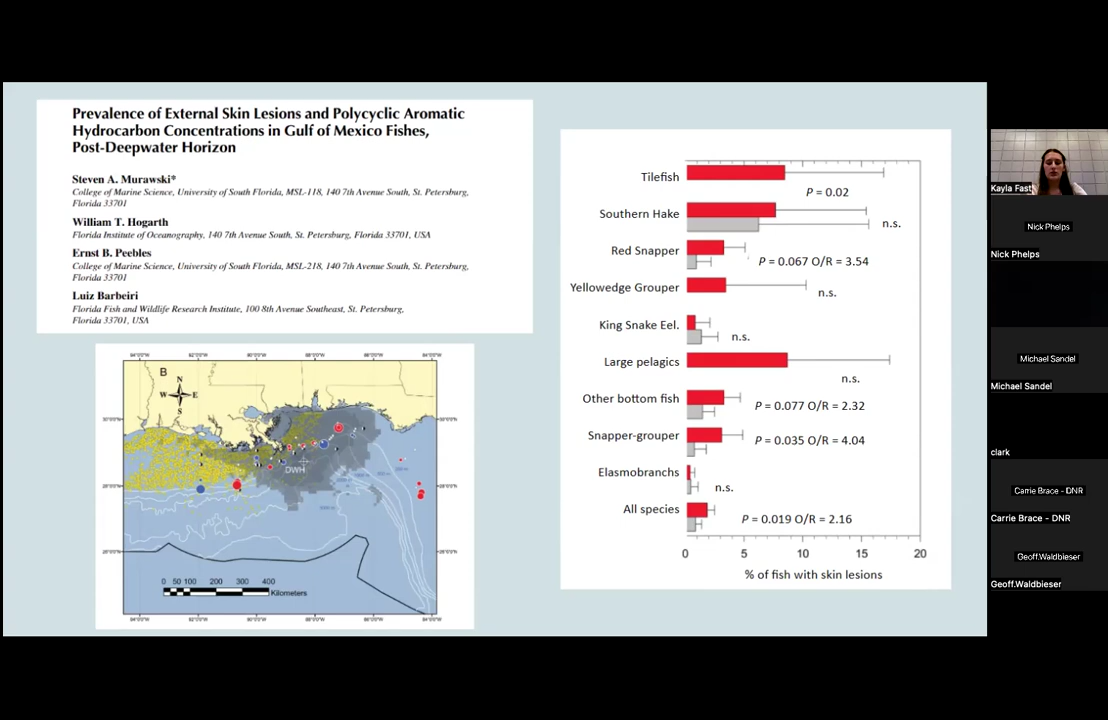 Prevalence of External Skin Lesions and Polycyclic Aromatic
Hydrocarbon Concentrations in Gulf of Mexico Fishes,
Post-Deepwater Horizon
Steven A. Murawski*
College of Marine Science, University of South Florida, MSL-118, 140 7th Avenue South, St. Petersburg,
Florida 33701
William T. Hogarth
Florida Institute of Oceanography, 140 7th Avenue South, St. Petersburg, Florida 33701, USA
Ernst B. Peebles
College of Marine Science, University of South Florida, MSL-218, 140 7th Avenue South, St. Petersburg,
Florida 33701
Luiz Barbeiri
Florida Fish and Wildlife Research Institute, 100 8th Avenue Southeast, St. Petersburg,
Florida 33701, USA
B
N
W E
S
DWH
0 50 100 200 300 400
Kilometers
Tilefish
P = 0.02
Southern Hake
n.s.
Red Snapper
P = 0.067 O/R = 3.54
Yellowedge Grouper
n.s.
King Snake Eel.
n.s.
Large pelagics
n.s.
Other bottom fish
P = 0.077 O/R = 2.32
Snapper-grouper
P = 0.035 O/R = 4.04
Elasmobranchs
n.s.
All species
P = 0.019 O/R = 2.16
0 5 10 15 20
% of fish with skin lesions
Kayla Fast
Nick Phelps
Nick Phelps
Michael Sandel
Michael Sandel
clark
Carrie Brace - DNR
Carrie Brace - DNR
Geoff.Waldbieser
Geoff.Waldbieser